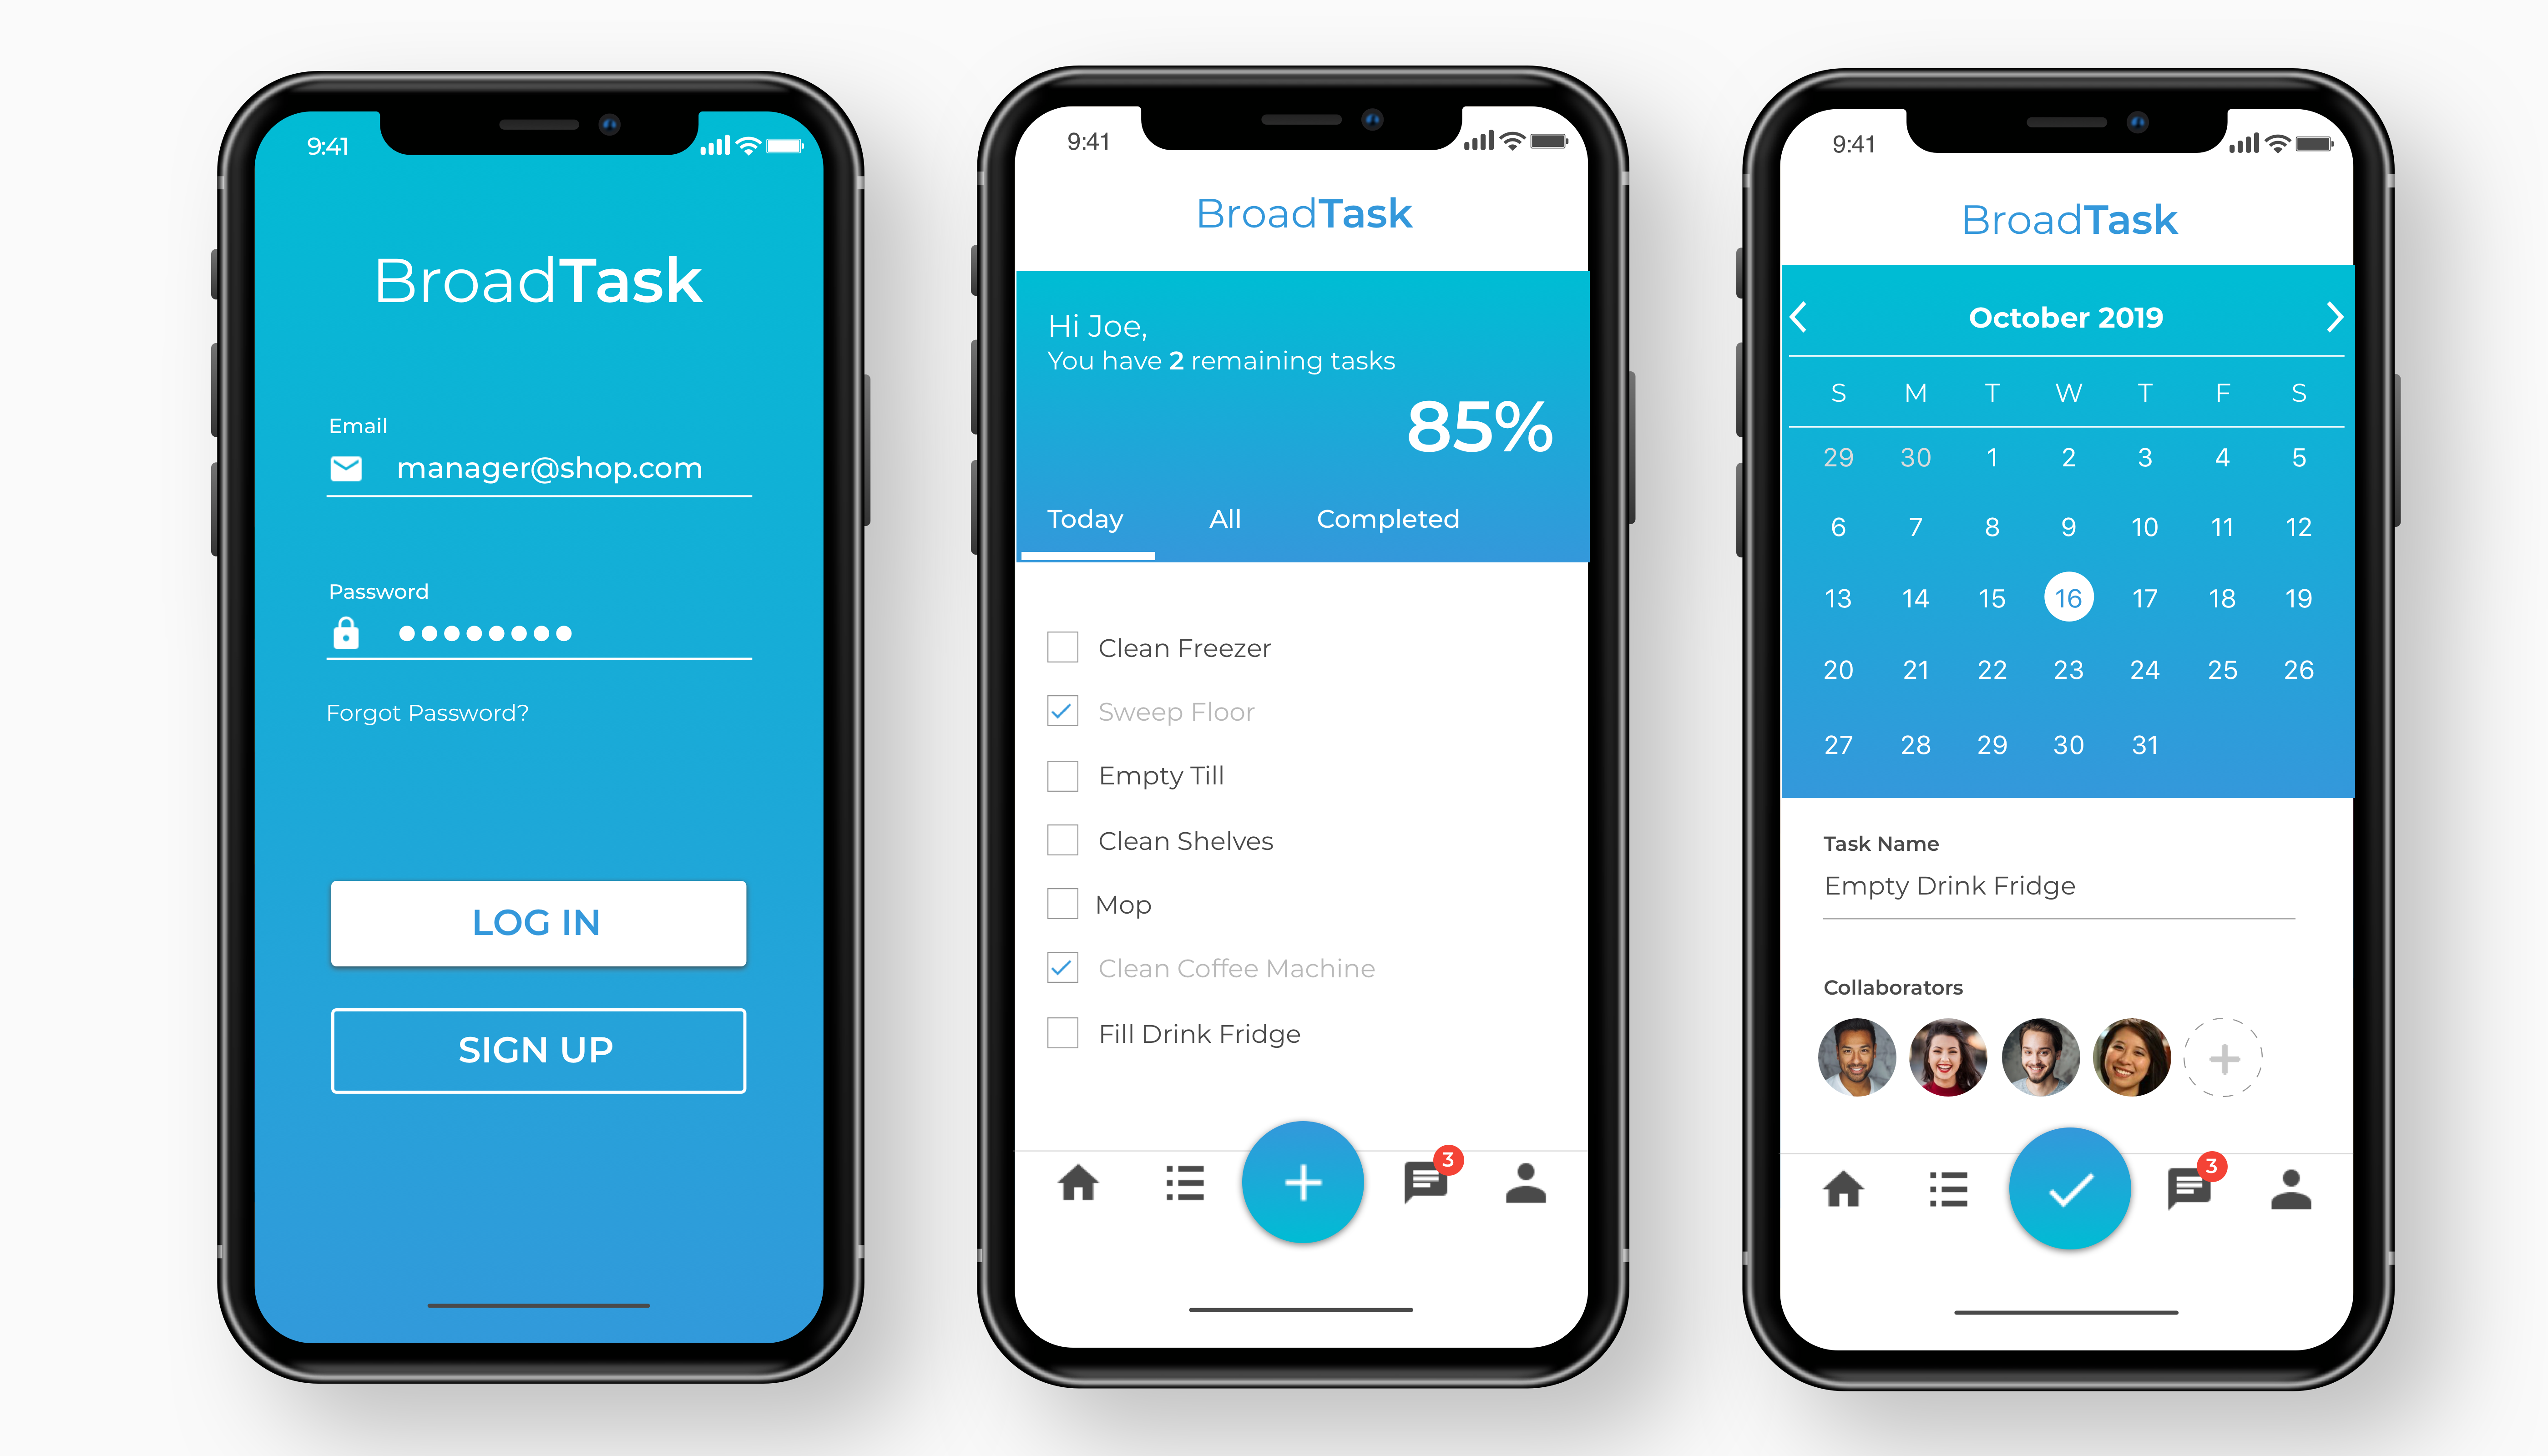 9:41
BroadTask
Email
manager@shop.com
Password
Forgot Password?
LOG IN
SIGN UP
9:41
BroadTask
Hi Joe,
You have 2 remaining tasks
85%
Today All Completed
Clean Freezer
Sweep Floor
Empty Till
Clean Shelves
Mop
Clean Coffee Machine
Fill Drink Fridge
3
9:41
BroadTask
October 2019
S M T W T F S
29 30 1 2 3 4 5
6 7 8 9 10 11 12
13 14 15 16 17 18 19
20 21 22 23 24 25 26
27 28 29 30 31
Task Name
Empty Drink Fridge
Collaborators
3